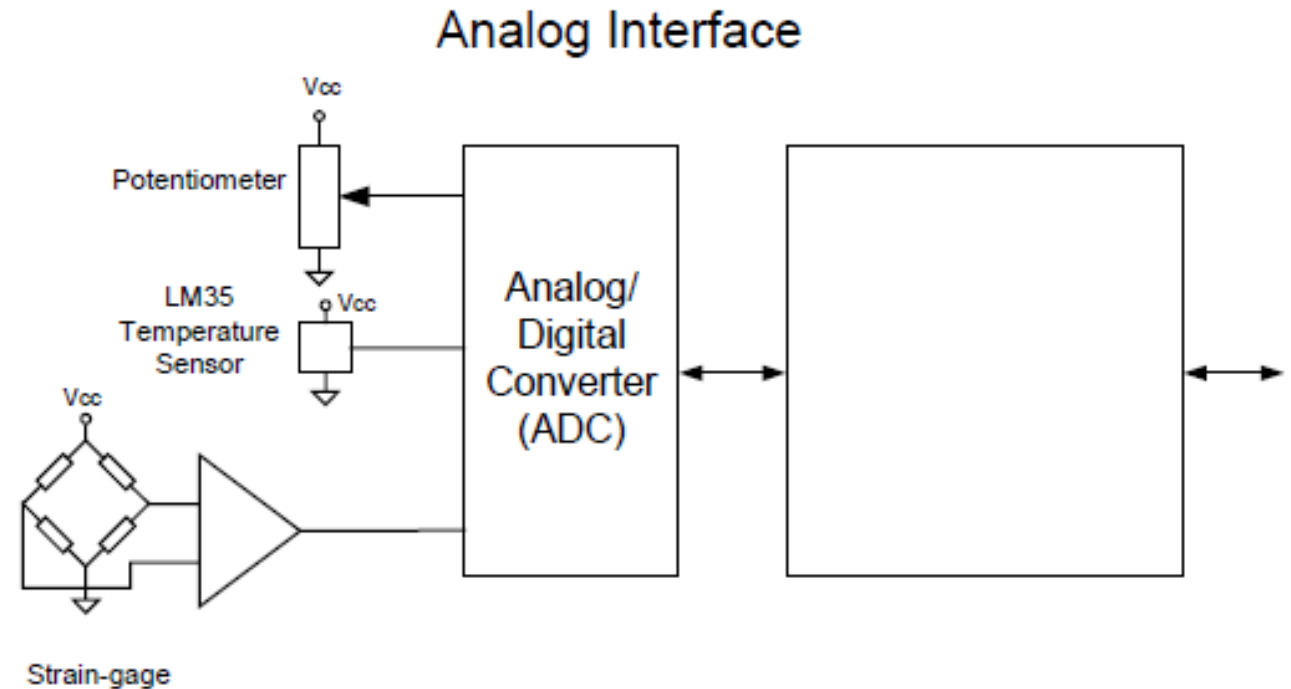 Analog Interface
Vcc
Potentiometer
LM35
Temperature
Sensor
Vcc
Vcc
Analog/
Digital
Converter
(ADC)
Strain-gage